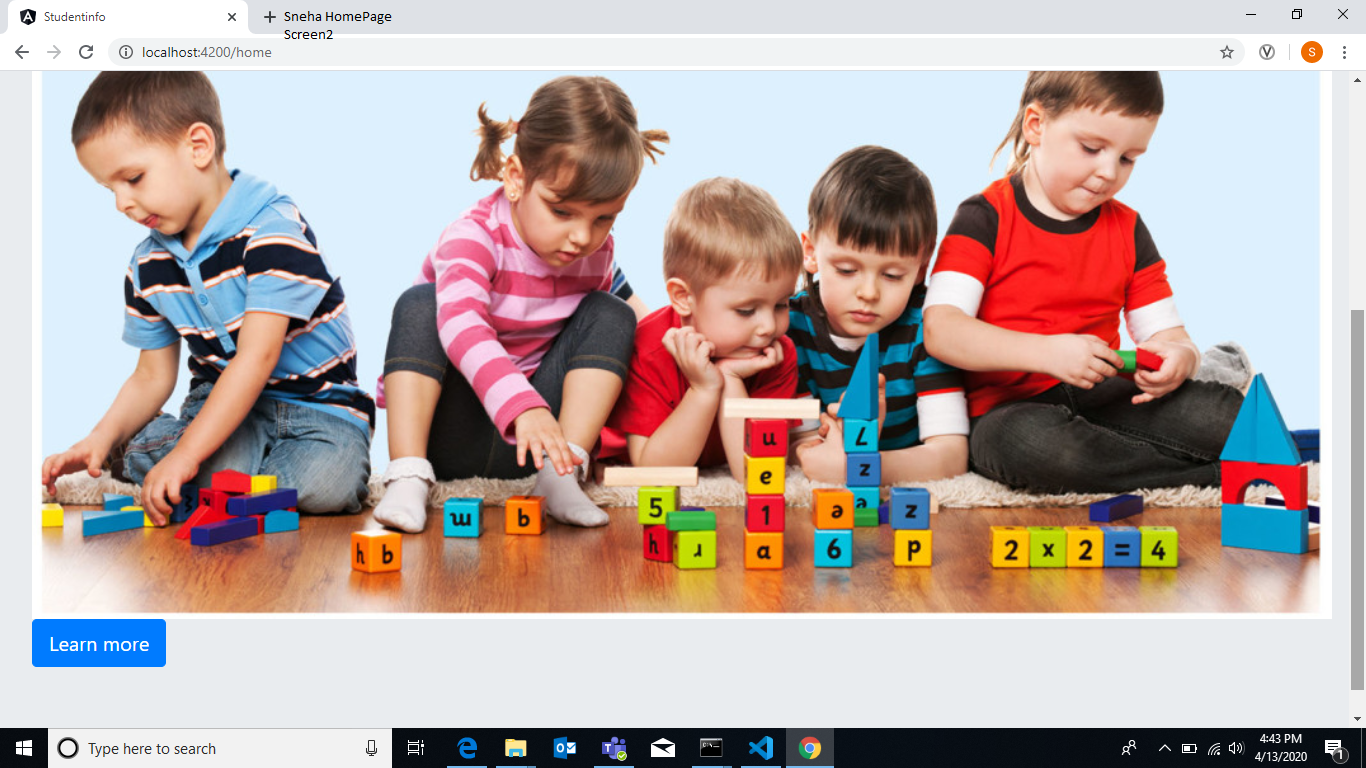 Studentinfo
Sneha HomePage
Screen2
localhost:4200/home
S
u
7
e
z
m
b
5
1
e
e
z
h b
h
r
a
6
p
2 x 2 = 4
Learn more
Type here to search
4:43 PM
4/13/2020
1